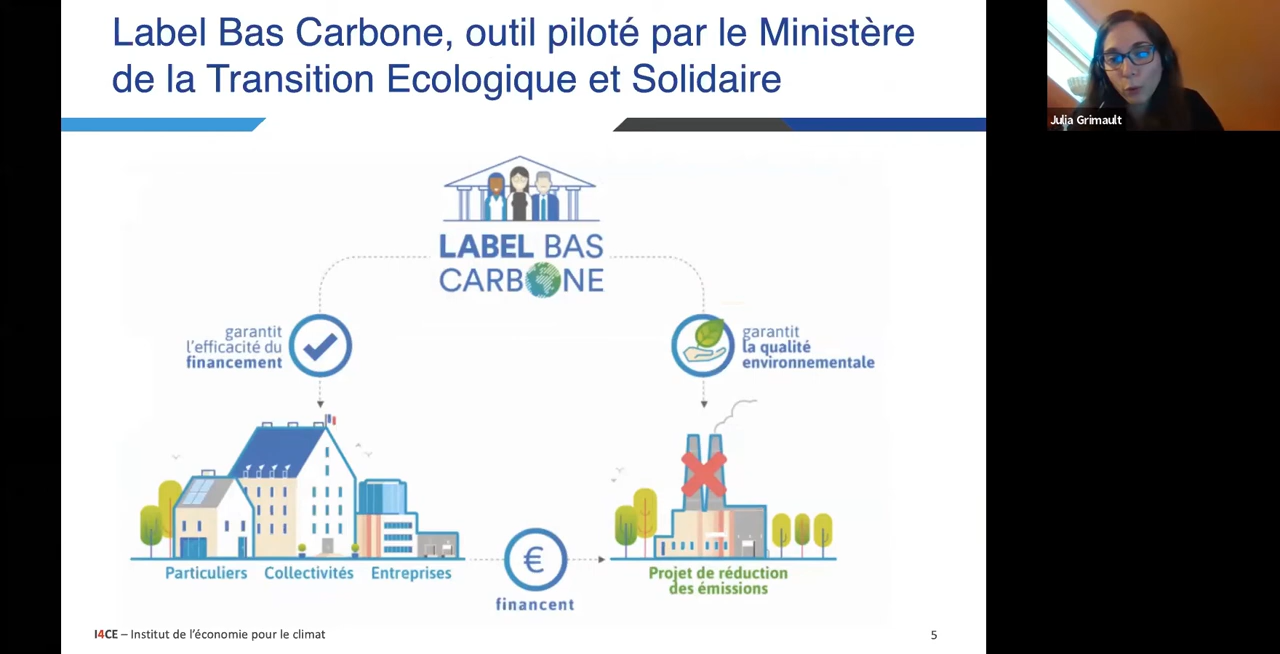 Label Bas Carbone, outil piloté par le Ministère
de la Transition Ecologique et Solidaire
Julia Grimault
LABEL BAS
CARBONE
garantit
l'efficacité du
financement
garantit
la qualité
environnementale
Particuliers Collectivités Entreprises
€
financent
Projet de réduction
des émissions
I4CE – Institut de l'économie pour le climat
5